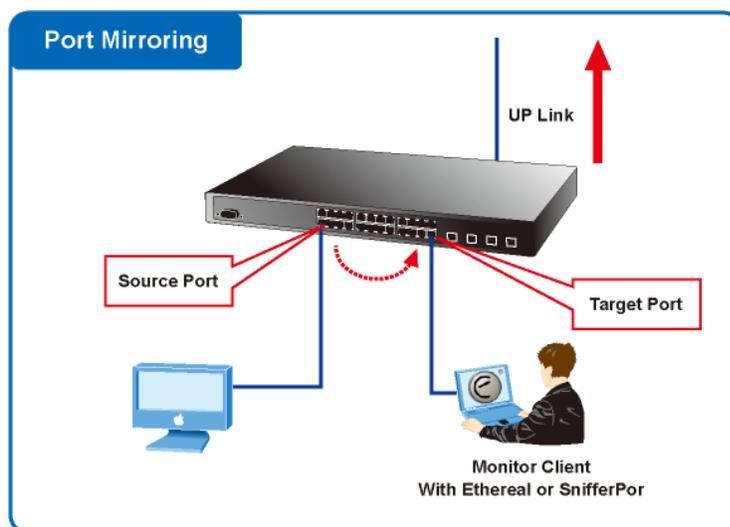 Port Mirroring
UP Link
Source Port
Target Port
Monitor Client
With Ethereal or SnifferPor